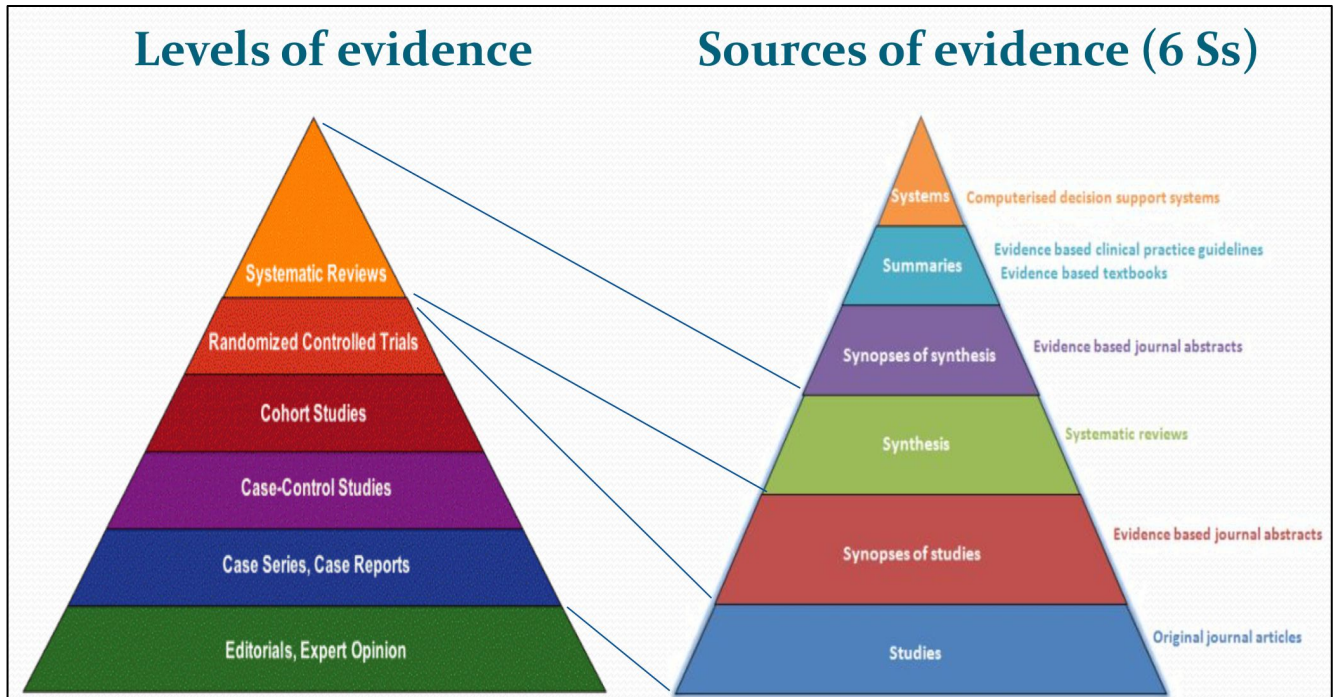 Levels of evidence
Sources of evidence (6 Ss)
Systematic Reviews
Randomized Controlled Trials
Cohort Studies
Case-Control Studies
Case Series, Case Reports
Editorials, Expert Opinion
Systems
Computerised decision support systems
Summaries
Evidence based clinical practice guidelines
Evidence based textbooks
Synopses of synthesis
Evidence based journal abstracts
Synthesis
Systematic reviews
Synopses of studies
Evidence based journal abstracts
Studies
Original journal articles